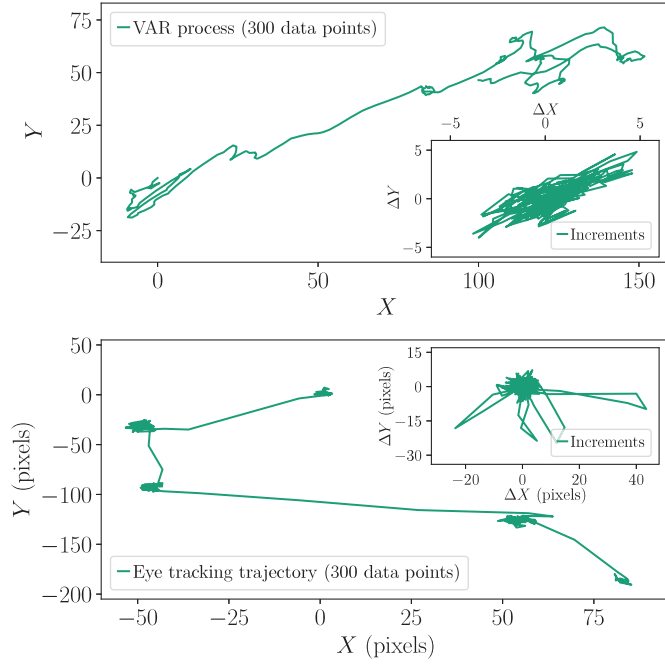 VAR process (300 data points)
75
50
25
0
−25
Y
0
50
100
150
X
ΔX
−5
0
5
5
0
−5
ΔY
Increments
50
0
−50
−100
−150
−200
Y (pixels)
Eye tracking trajectory (300 data points)
−50
−25
0
25
50
75
X (pixels)
15
0
−15
−30
ΔY (pixels)
Increments
−20
0
20
40
ΔX (pixels)